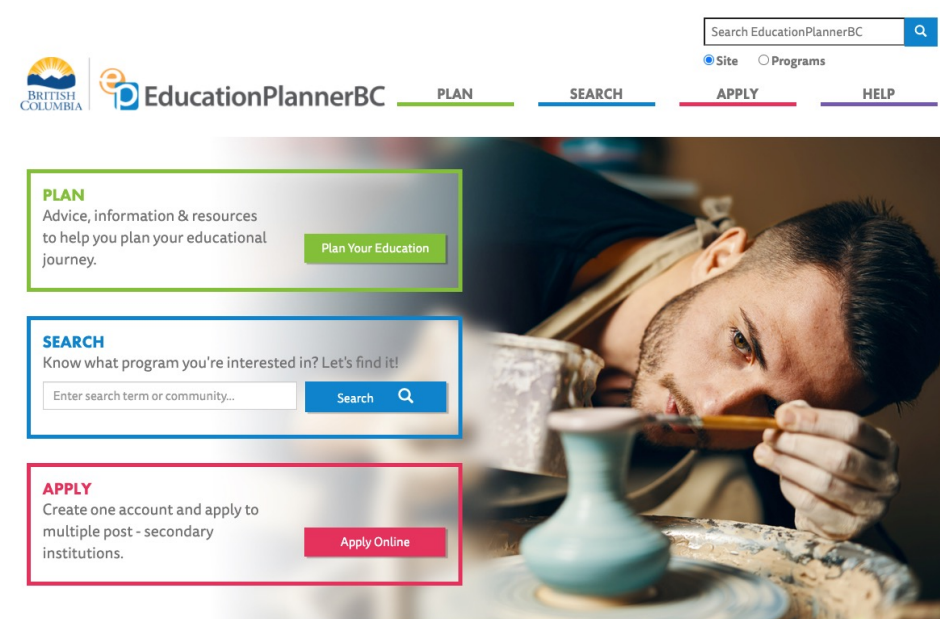 Search EducationPlannerBC
Site Programs
BRITISH
COLUMBIA
ep EducationPlannerBC
PLAN SEARCH APPLY HELP
PLAN
Advice, information & resources
to help you plan your educational
journey.
Plan Your Education
SEARCH
Know what program you're interested in? Let's find it!
Enter search term or community...
Search
APPLY
Create one account and apply to
multiple post - secondary
institutions.
Apply Online